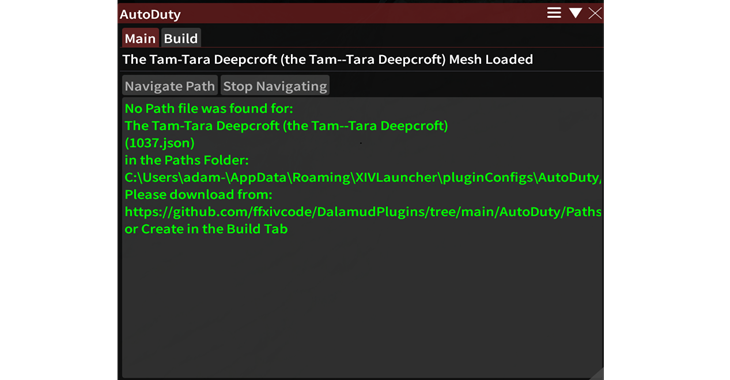 AutoDuty
Main Build
The Tam-Tara Deepcroft (the Tam--Tara Deepcroft) Mesh Loaded
Navigate Path Stop Navigating
No Path file was found for:
The Tam-Tara Deepcroft (the Tam--Tara Deepcroft)
(1037.json)
in the Paths Folder:
C:\Users\adam-\AppData\Roaming\XIVLauncher\pluginConfigs\AutoDuty,
Please download from:
https://github.com/ffxivcode/DalamudPlugins/tree/main/AutoDuty/Paths
or Create in the Build Tab